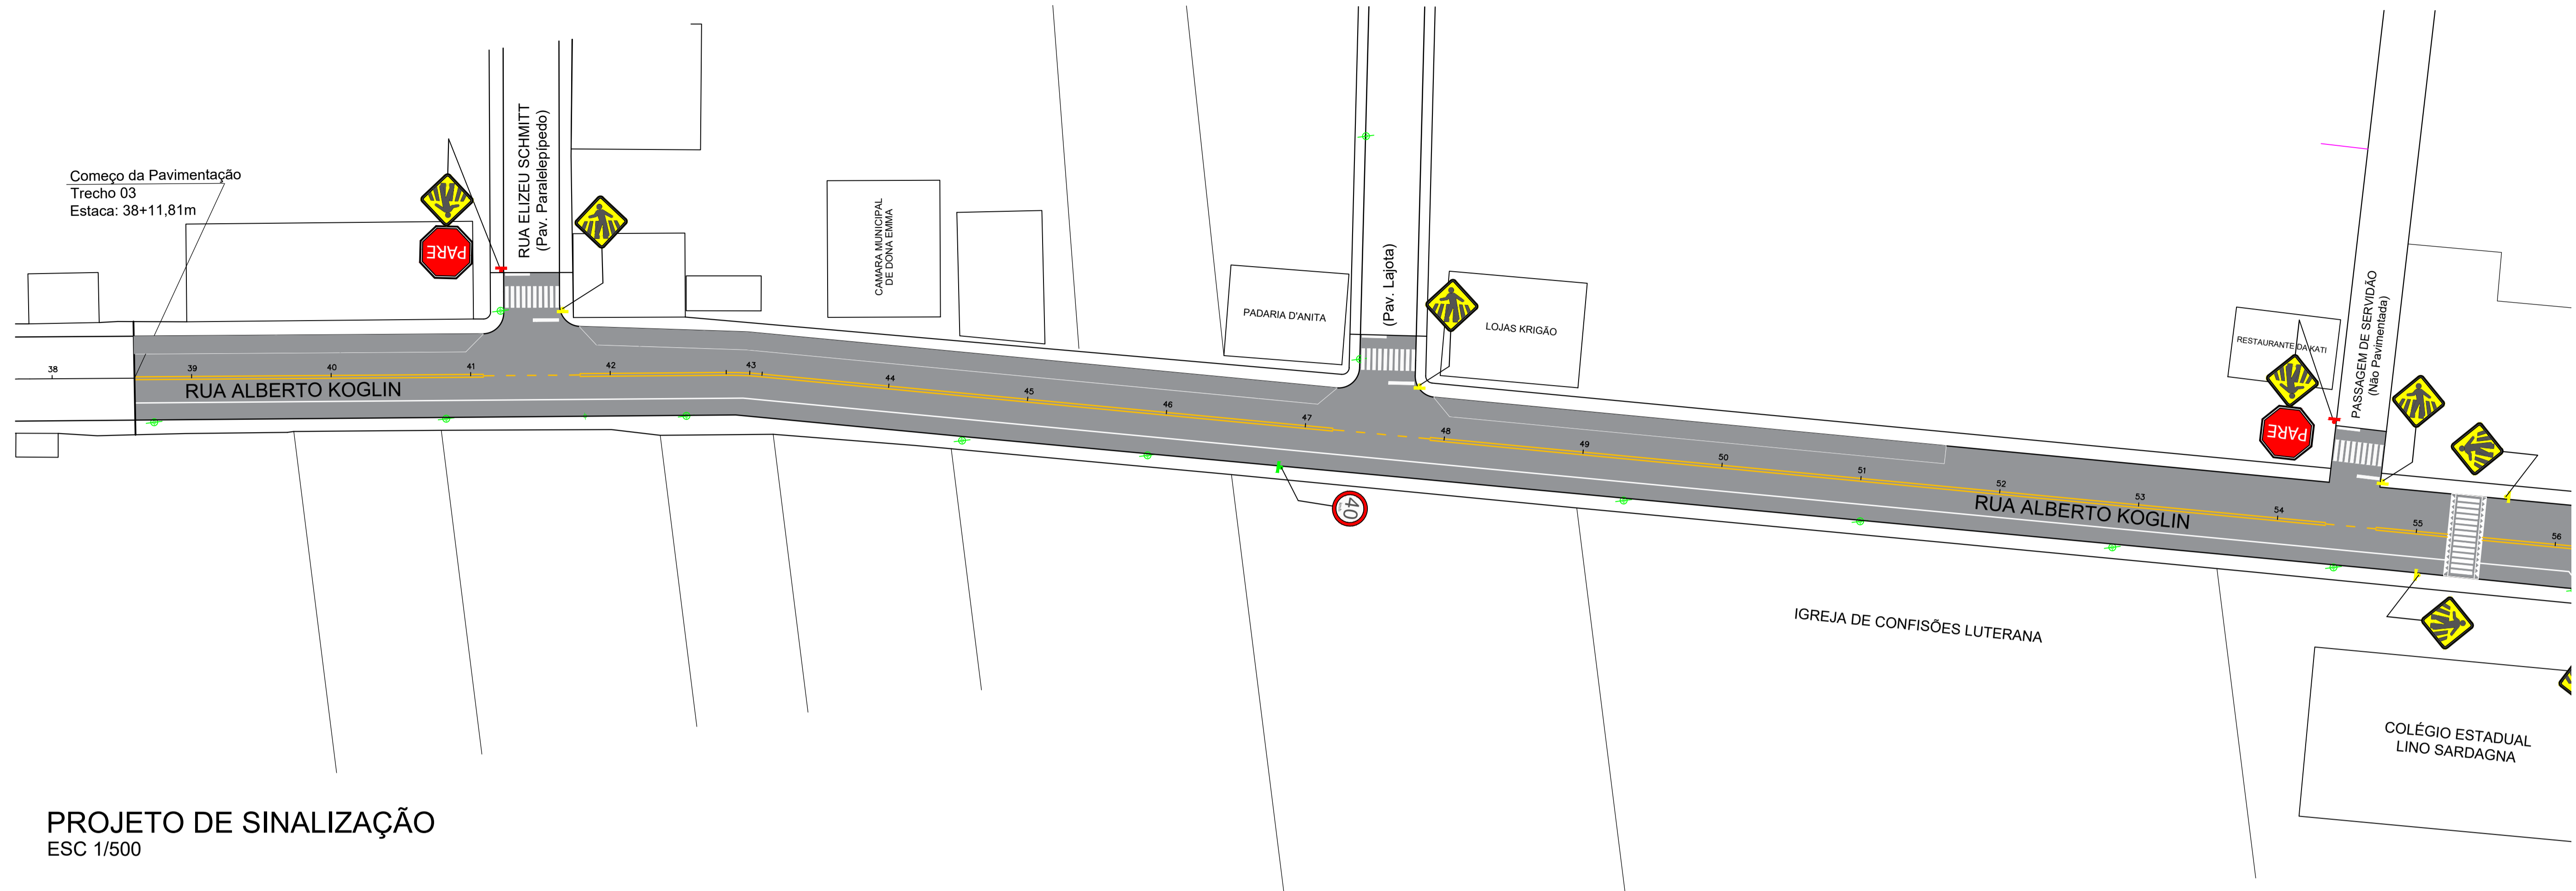 Começo da Pavimentação
Trecho 03
Estaca: 38+11,81m
RUA ELIZEU SCHMITT
(Pav. Paralelepípedo)
PARE
CAMARA MUNICIPAL
DE DONA EMMA
PADARIA D'ANITA
(Pav. Lajota)
LOJAS KRIGÃO
RESTAURANTE DA KATI
PASSAGEM DE SERVIDÃO
(Não Pavimentada)
PARE
38
39
40
41
42
43
44
45
46
47
48
49
50
51
52
53
54
55
56
RUA ALBERTO KOGLIN
RUA ALBERTO KOGLIN
40
IGREJA DE CONFISÕES LUTERANA
COLÉGIO ESTADUAL
LINO SARDAGNA
PROJETO DE SINALIZAÇÃO
ESC 1/500